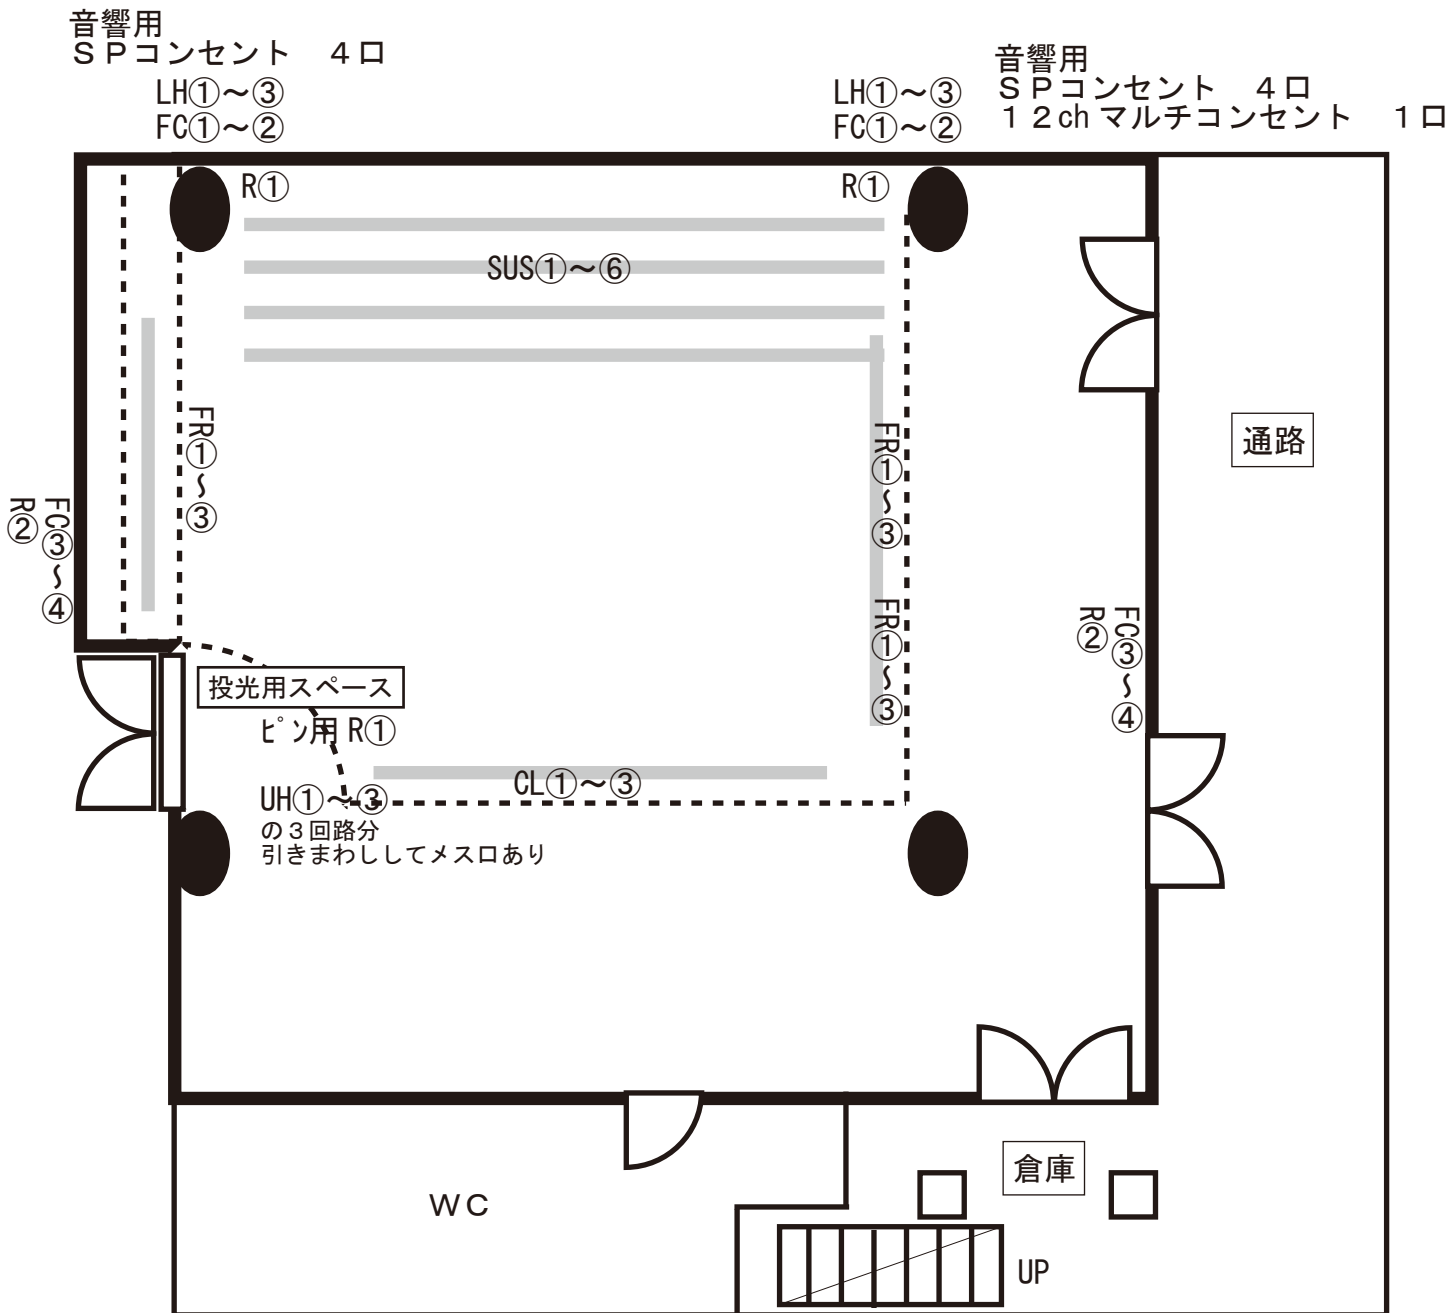 音響用
ＳＰコンセント　４口
LH①～③
FC①～②
LH①～③
FC①～②
音響用
ＳＰコンセント　４口
１２ch マルチコンセント　１口
R①
R①
SUS①～⑥
FR①～③
FR①～③
通路
FC③～④
R②
FR①～③
FC③～④
R②
投光用スペース
ピン用 R①
CL①～③
UH①～③
の３回路分
引きまわししてメス口あり
倉庫
ＷＣ
UP